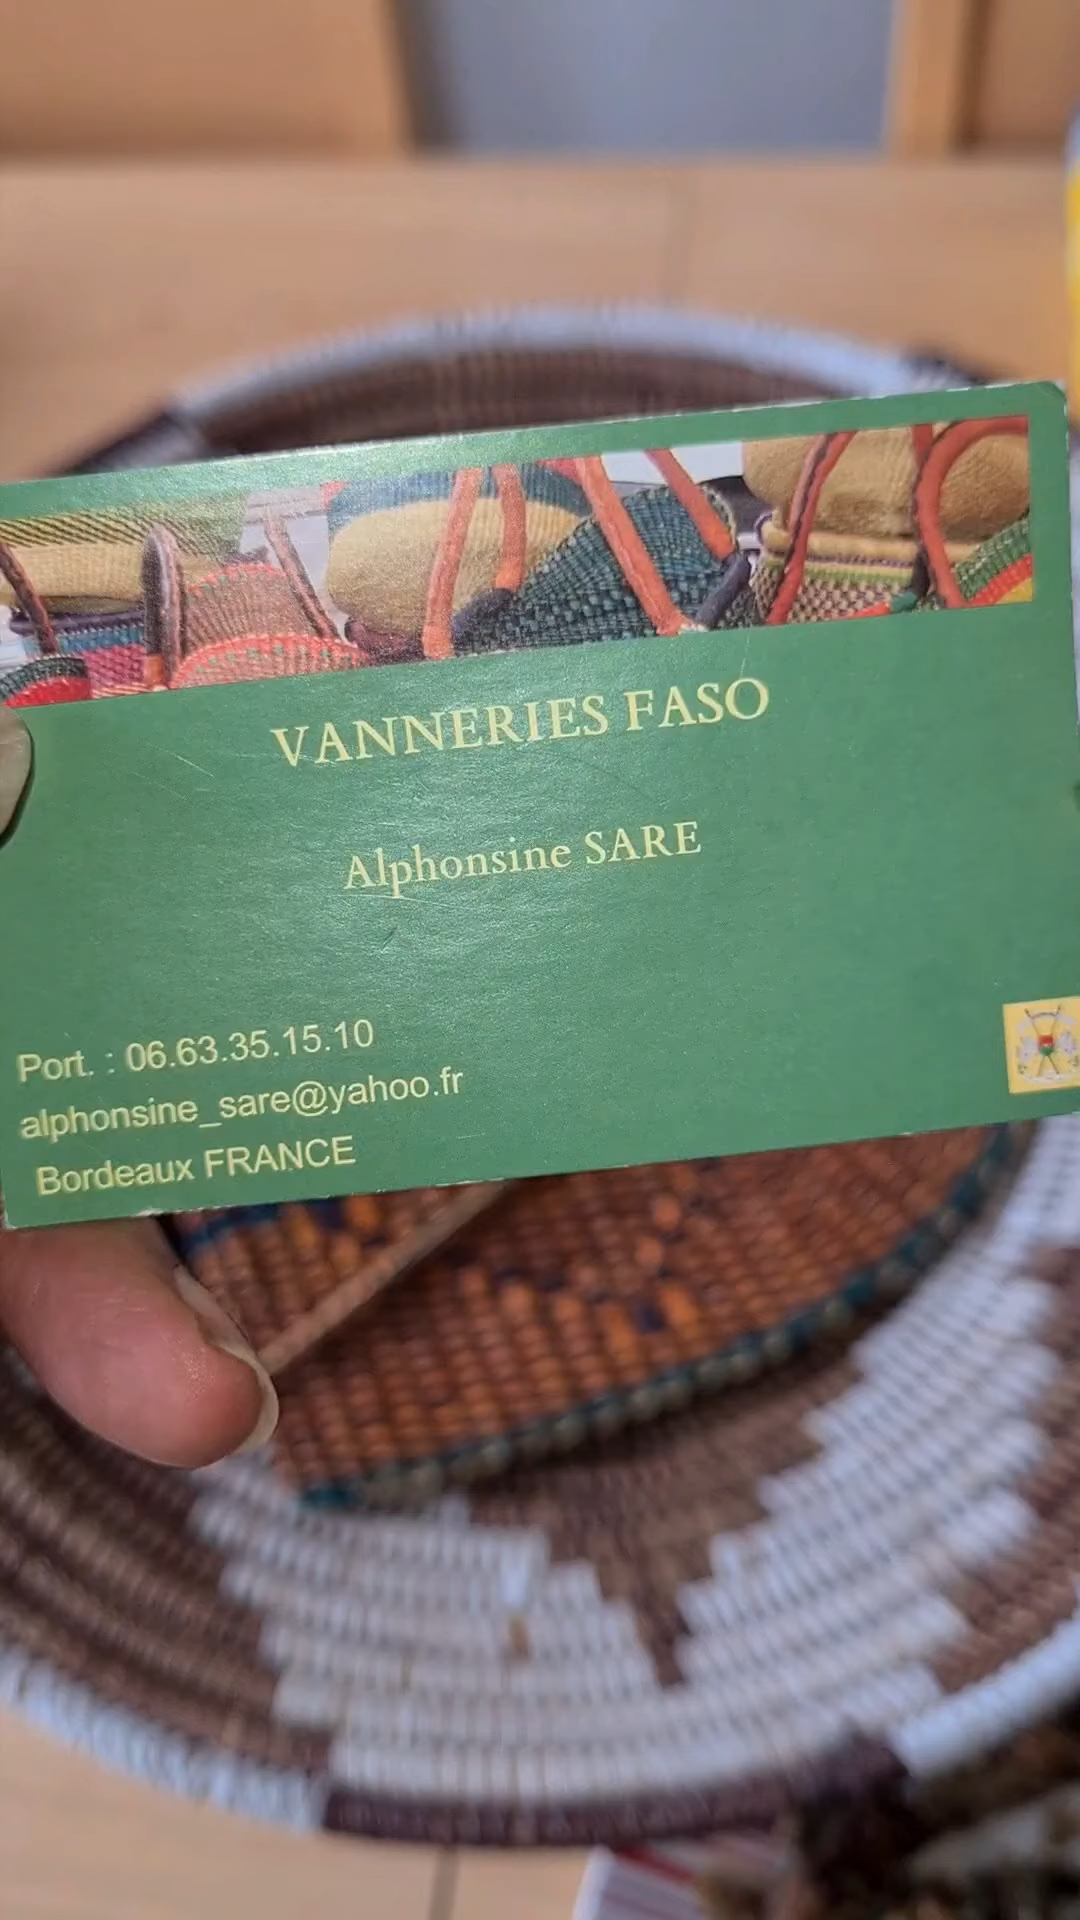 VANNERIES FASO
Alphonsine SARE
Port. : 06.63.35.15.10
alphonsine_sare@yahoo.fr
Bordeaux FRANCE